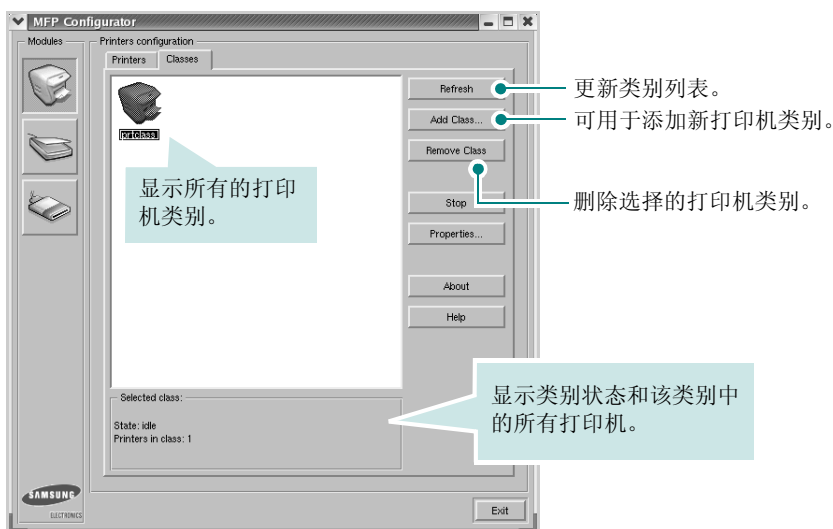 MFP Configurator
Modules
Printers configuration
Printers
Classes
Refresh
更新类别列表。
Add Class...
可用于添加新打印机类别。
prtclass
Remove Class
显示所有的打印
机类别。
Stop
删除选择的打印机类别。
Properties...
About
Help
Selected class:
显示类别状态和该类别中
的所有打印机。
State: idle
Printers in class: 1
SAMSUNG
ELECTRONICS
Exit